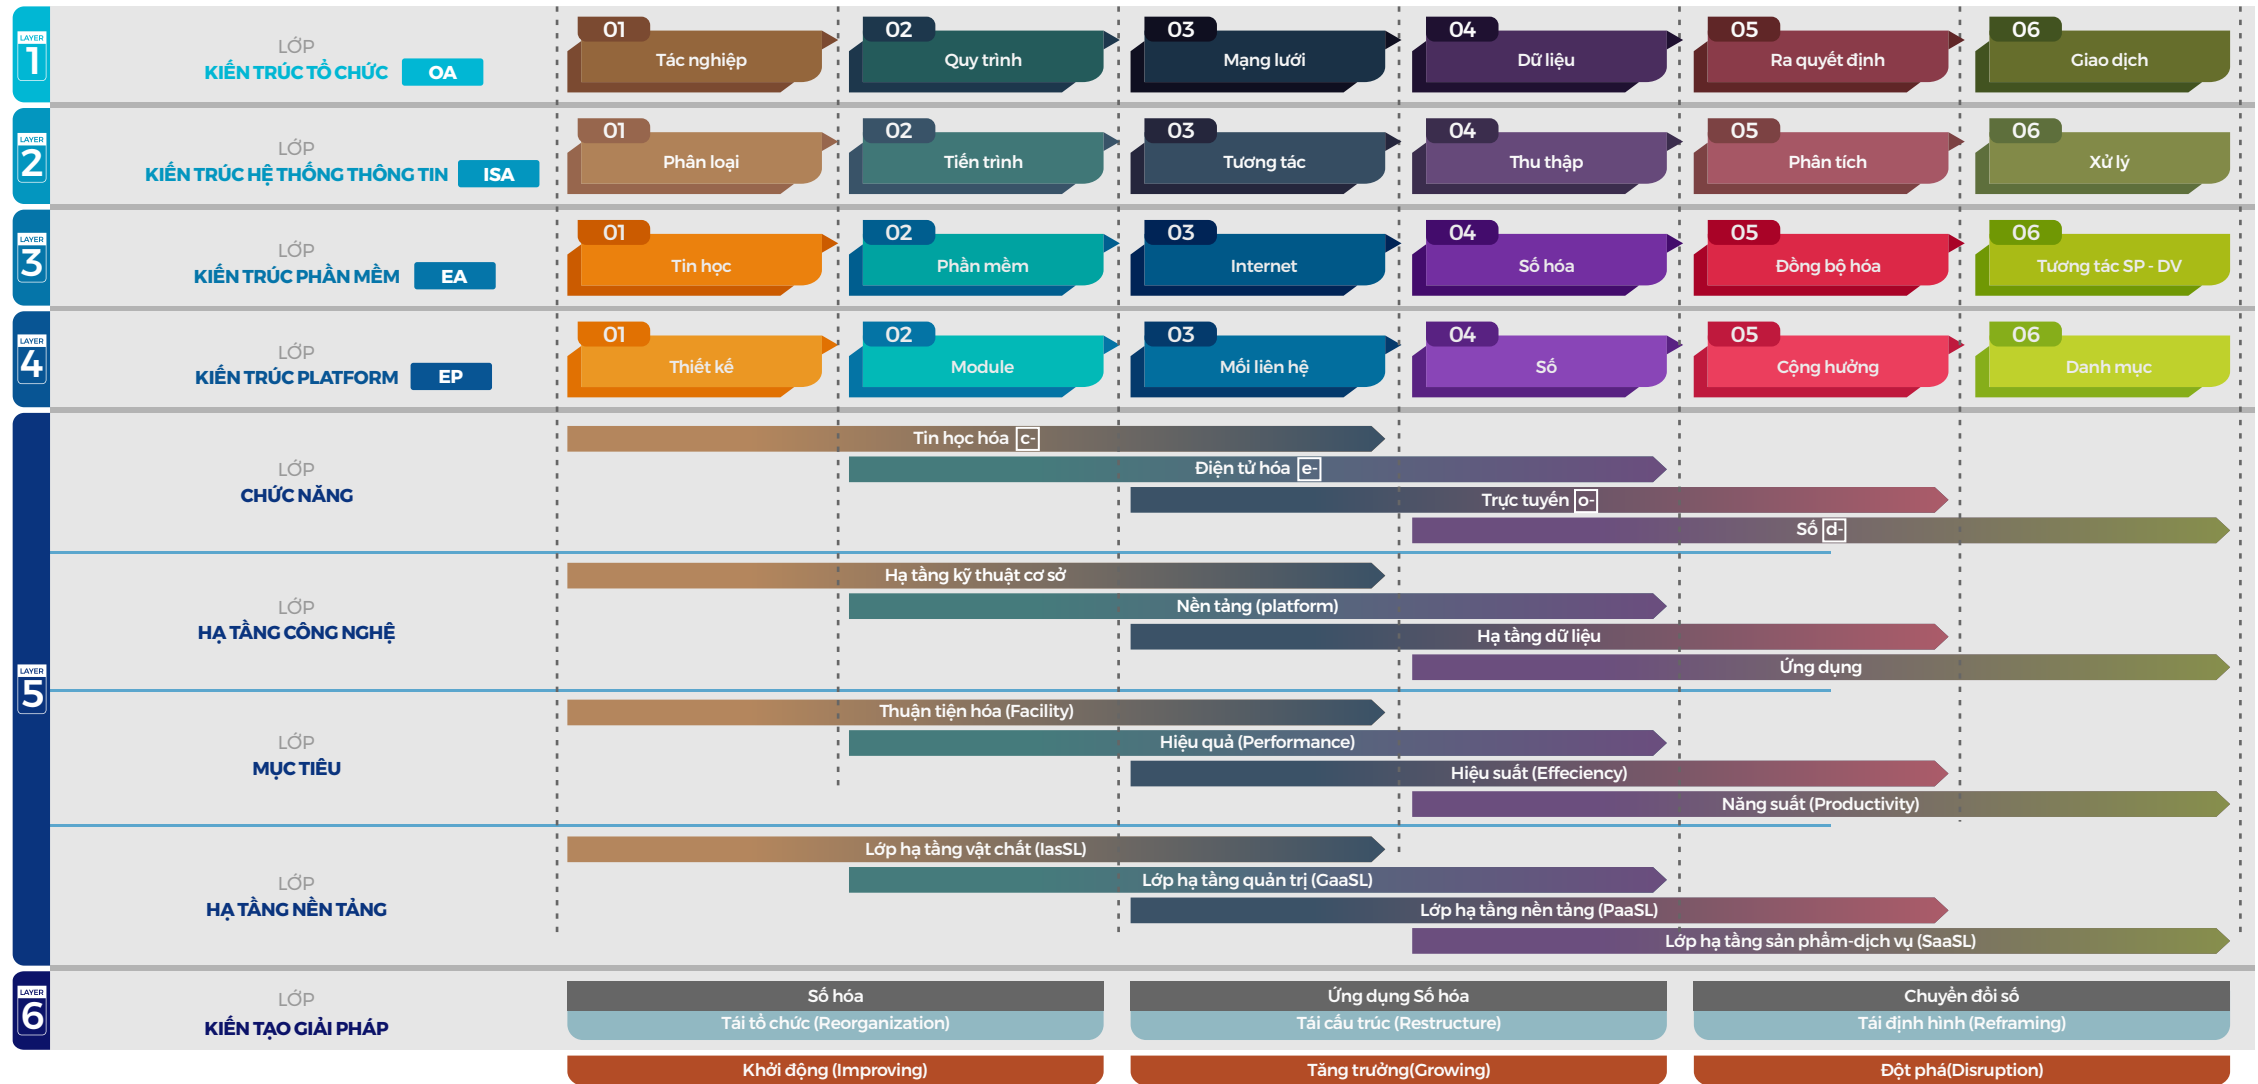 LAYER
1
LỚP
KIẾN TRÚC TỔ CHỨC OA
01
Tác nghiệp
02
Quy trình
03
Mạng lưới
04
Dữ liệu
05
Ra quyết định
06
Giao dịch
LAYER
2
LỚP
KIẾN TRÚC HỆ THỐNG THÔNG TIN ISA
01
Phân loại
02
Tiến trình
03
Tương tác
04
Thu thập
05
Phân tích
06
Xử lý
LAYER
3
LỚP
KIẾN TRÚC PHẦN MỀM EA
01
Tin học
02
Phần mềm
03
Internet
04
Số hóa
05
Đồng bộ hóa
06
Tương tác SP - DV
LAYER
4
LỚP
KIẾN TRÚC PLATFORM EP
01
Thiết kế
02
Module
03
Mối liên hệ
04
Số
05
Cộng hưởng
06
Danh mục
LAYER
5
LỚP
CHỨC NĂNG
Tin học hóa c-
Điện tử hóa e-
Trực tuyến o-
Số d-
LỚP
HẠ TẦNG CÔNG NGHỆ
Hạ tầng kỹ thuật cơ sở
Nền tảng (platform)
Hạ tầng dữ liệu
Ứng dụng
LỚP
MỤC TIÊU
Thuận tiện hóa (Facility)
Hiệu quả (Performance)
Hiệu suất (Effeciency)
Năng suất (Productivity)
LỚP
HẠ TẦNG NỀN TẢNG
Lớp hạ tầng vật chất (IasSL)
Lớp hạ tầng quản trị (GaaSL)
Lớp hạ tầng nền tảng (PaaSL)
Lớp hạ tầng sản phẩm-dịch vụ (SaaSL)
LAYER
6
LỚP
KIẾN TẠO GIẢI PHÁP
Số hóa
Tái tổ chức (Reorganization)
Ứng dụng Số hóa
Tái cấu trúc (Restructure)
Chuyển đổi số
Tái định hình (Reframing)
Khởi động (Improving)
Tăng trưởng(Growing)
Đột phá(Disruption)